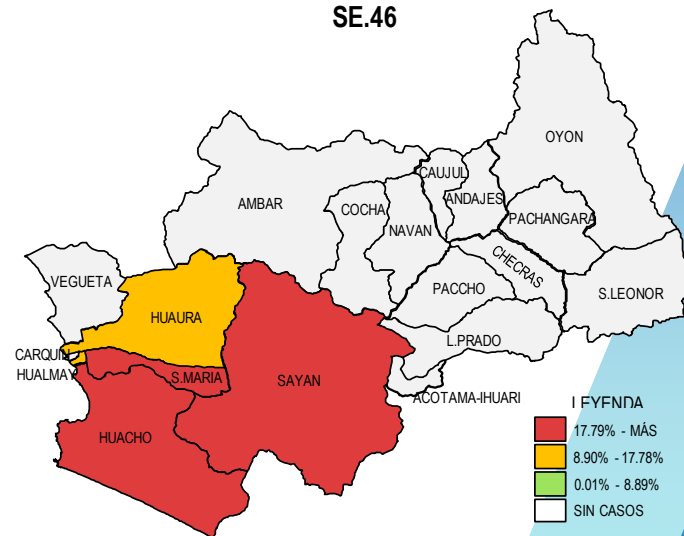 SE.46
OYON
CAUJUL
ANDAJES
AMBAR
COCHA
PACHANGARA
NAVAN
CHECRAS
VEGUETA
PACCHO
S.LEONOR
HUAURA
L.PRADO
CARQUIN
HUALMAY
S.MARIA
SAYAN
ACOTAMA-IHUARI
HUACHO
LEYENDA
17.79% - MÁS
8.90% - 17.78%
0.01% - 8.89%
SIN CASOS